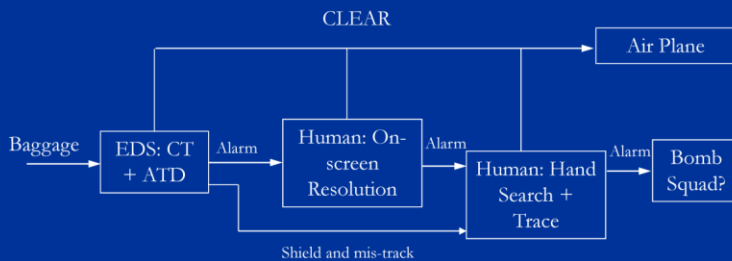 CLEAR
Air Plane
Baggage
EDS: CT
+ ATD
Alarm
Human: On-
screen
Resolution
Alarm
Human: Hand
Search +
Trace
Alarm
Bomb
Squad?
Shield and mis-track